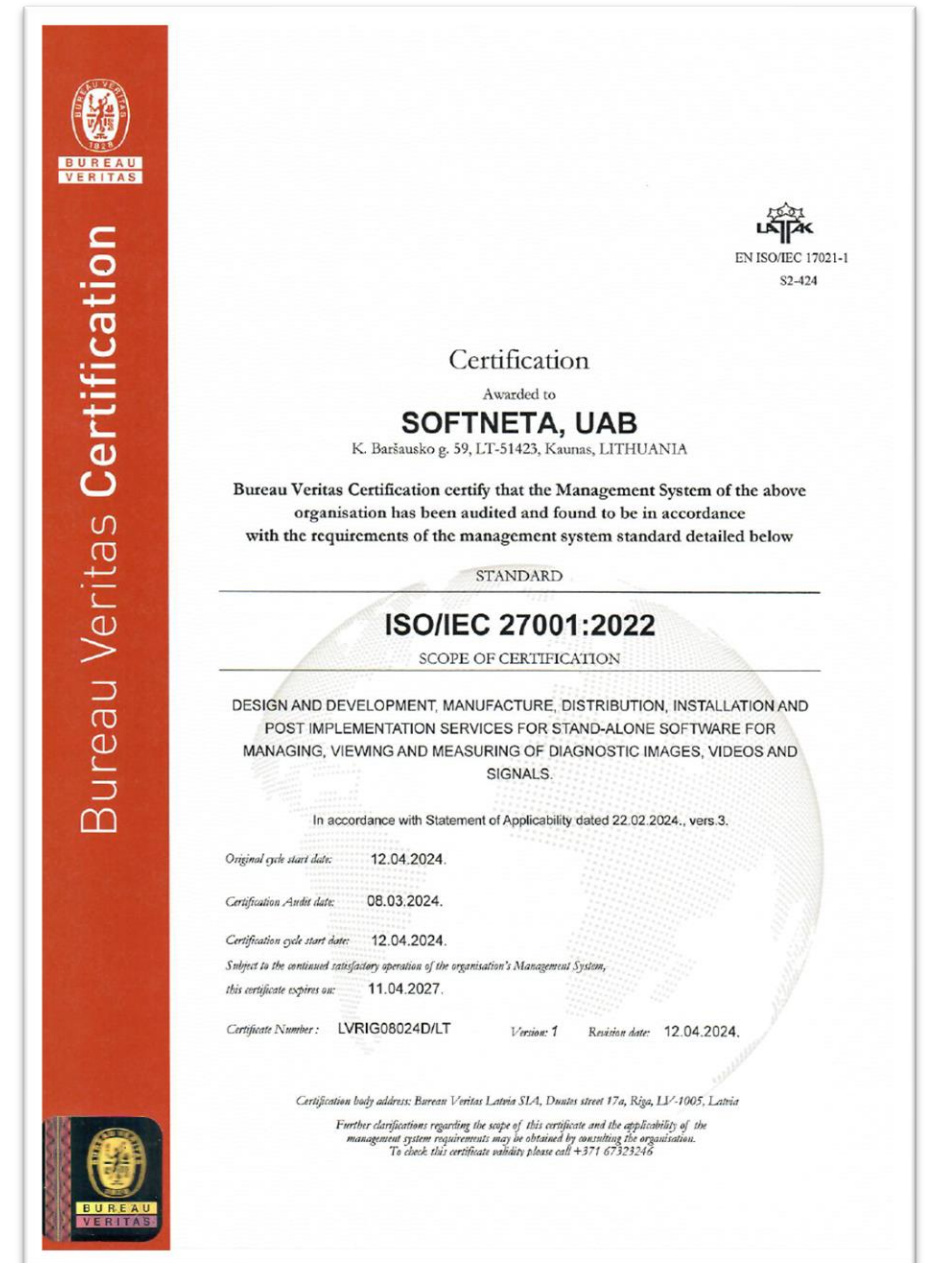 BUREAU VERITAS
1828
BUREAU
VERITAS
Bureau Veritas Certification
LATAK
EN ISO/IEC 17021-1
S2-424
Certification
Awarded to
SOFTNETA, UAB
K. Baršausko g. 59, LT-51423, Kaunas, LITHUANIA
Bureau Veritas Certification certify that the Management System of the above
organisation has been audited and found to be in accordance
with the requirements of the management system standard detailed below
STANDARD
ISO/IEC 27001:2022
SCOPE OF CERTIFICATION
DESIGN AND DEVELOPMENT, MANUFACTURE, DISTRIBUTION, INSTALLATION AND
POST IMPLEMENTATION SERVICES FOR STAND-ALONE SOFTWARE FOR
MANAGING, VIEWING AND MEASURING OF DIAGNOSTIC IMAGES, VIDEOS AND
SIGNALS.
In accordance with Statement of Applicability dated 22.02.2024., vers.3.
Original cycle start date: 12.04.2024.
Certification Audit date: 08.03.2024.
Certification cycle start date: 12.04.2024.
Subject to the continued satisfactory operation of the organisation's Management System,
this certificate expires on: 11.04.2027.
Certificate Number : LVRIG08024D/LT Version: 1 Revision date: 12.04.2024.
Certification body address: Bureau Veritas Latvia SIA, Duntes street 17a, Riga, LV-1005, Latvia
Further clarifications regarding the scope of this certificate and the applicability of the
management system requirements may be obtained by consulting the organisation.
To check this certificate validity please call +371 67323246
BUREAU VERITAS
1828
BUREAU
VERITAS